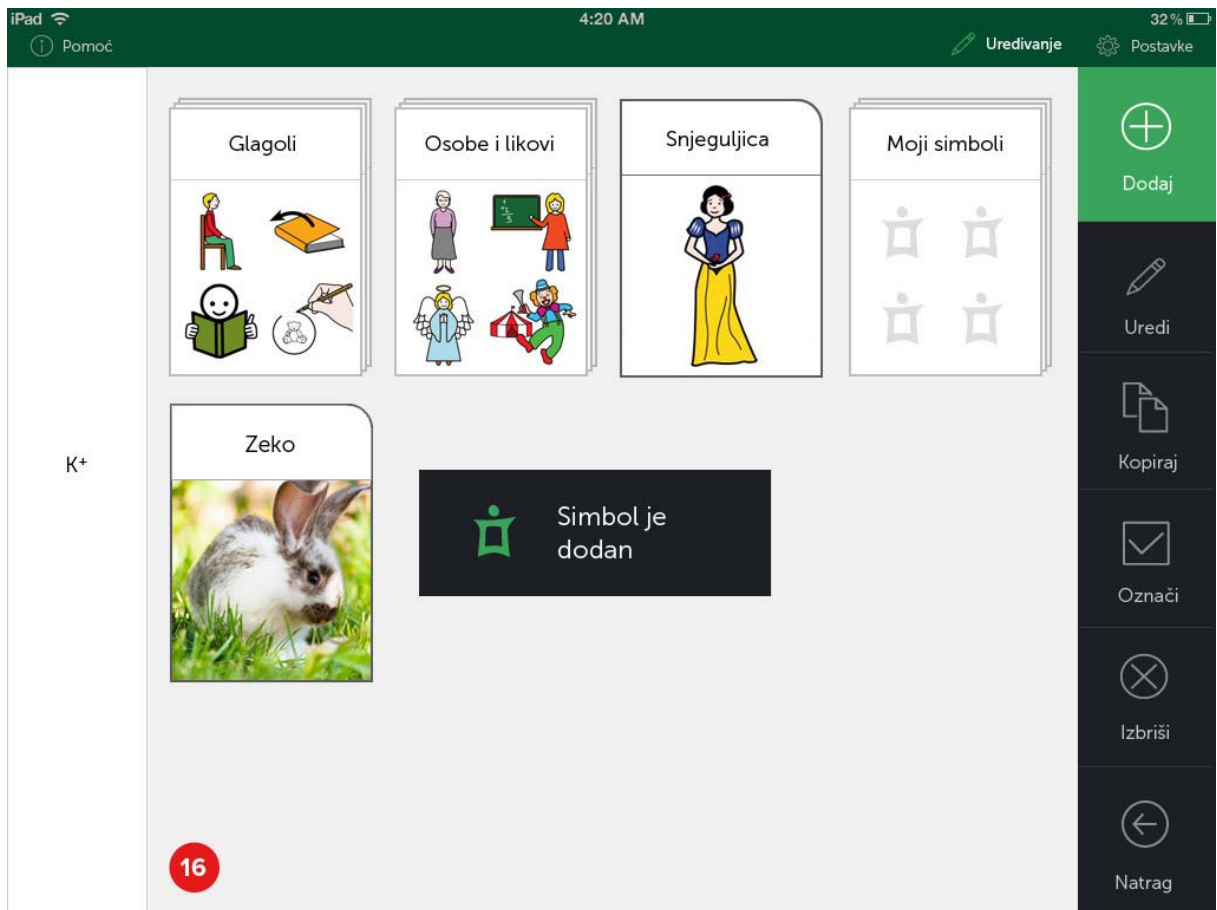 iPad
4:20 AM
32 %
Pomoć
Uredivanje
Postavke
Glagoli
Osobe i likovi
Snjeguljica
Moji simboli
Dodaj
Uredi
K+
Zeko
Kopiraj
Simbol je
dodan
Označi
Izbriši
16
Natrag